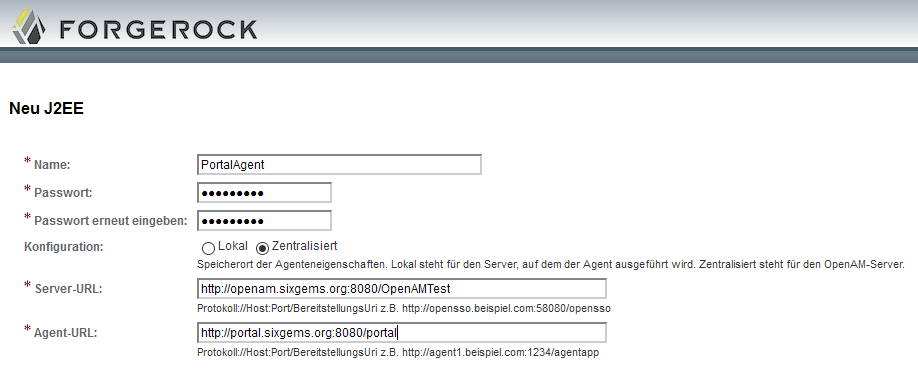 FORGEROCK
Neu J2EE
* Name: PortalAgent
* Passwort: ●●●●●●●●●
* Passwort erneut eingeben: ●●●●●●●●●
Konfiguration: Lokal Zentralisiert
Speicherort der Agenteneigenschaften. Lokal steht für den Server, auf dem der Agent ausgeführt wird. Zentralisiert steht für den OpenAM-Server.
* Server-URL: http://openam.sixgems.org:8080/OpenAMTest
Protokoll://Host:Port/BereitstellungsUri z.B. http://opensso.beispiel.com:58080/opensso
* Agent-URL: http://portal.sixgems.org:8080/portal
Protokoll://Host:Port/BereitstellungsUri z.B. http://agent1.beispiel.com:1234/agentapp